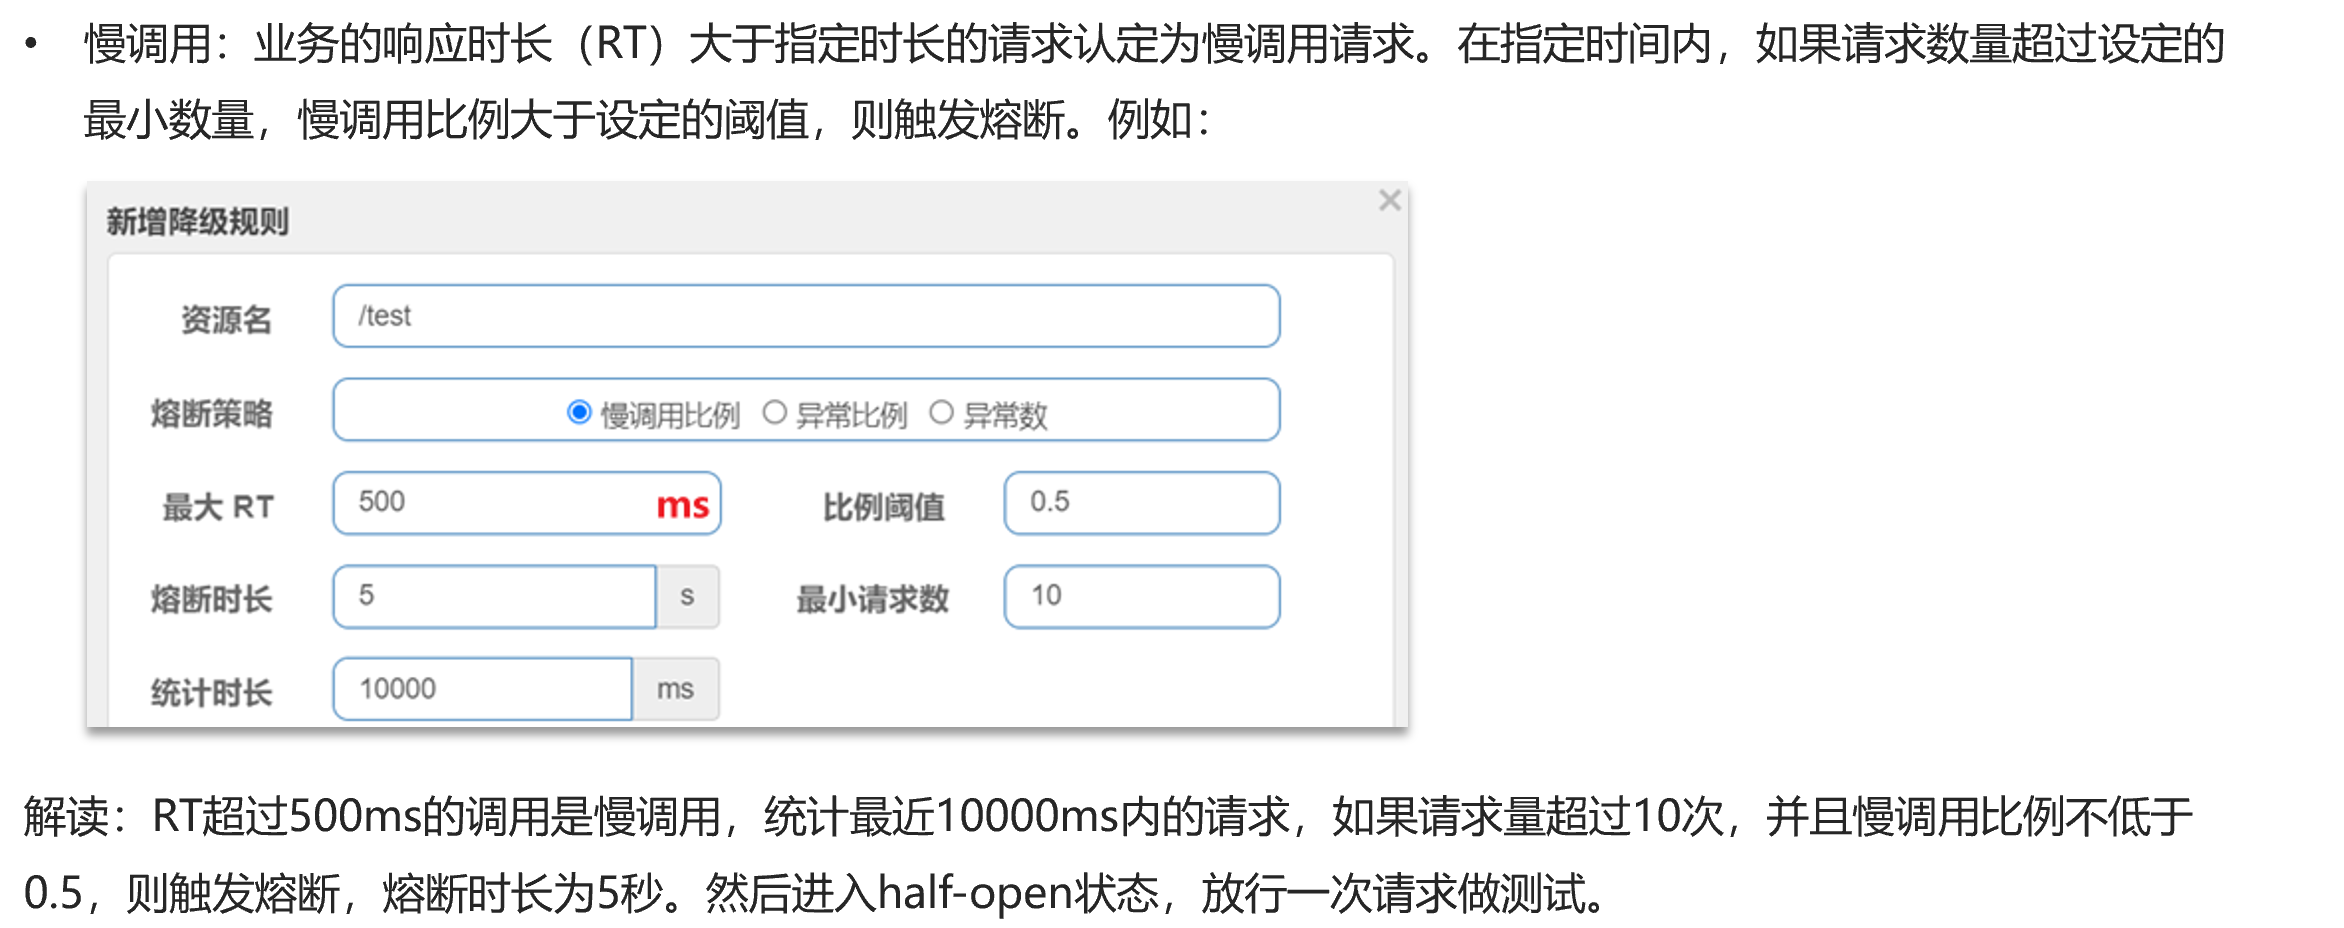 • 慢调用：业务的响应时长（RT）大于指定时长的请求认定为慢调用请求。在指定时间内，如果请求数量超过设定的
最小数量，慢调用比例大于设定的阈值，则触发熔断。例如：
新增降级规则 ×
资源名 /test
熔断策略 慢调用比例 异常比例 异常数
最大 RT 500 ms 比例阈值 0.5
熔断时长 5 s 最小请求数 10
统计时长 10000 ms
解读：RT超过500ms的调用是慢调用，统计最近10000ms内的请求，如果请求量超过10次，并且慢调用比例不低于
0.5，则触发熔断，熔断时长为5秒。然后进入half-open状态，放行一次请求做测试。